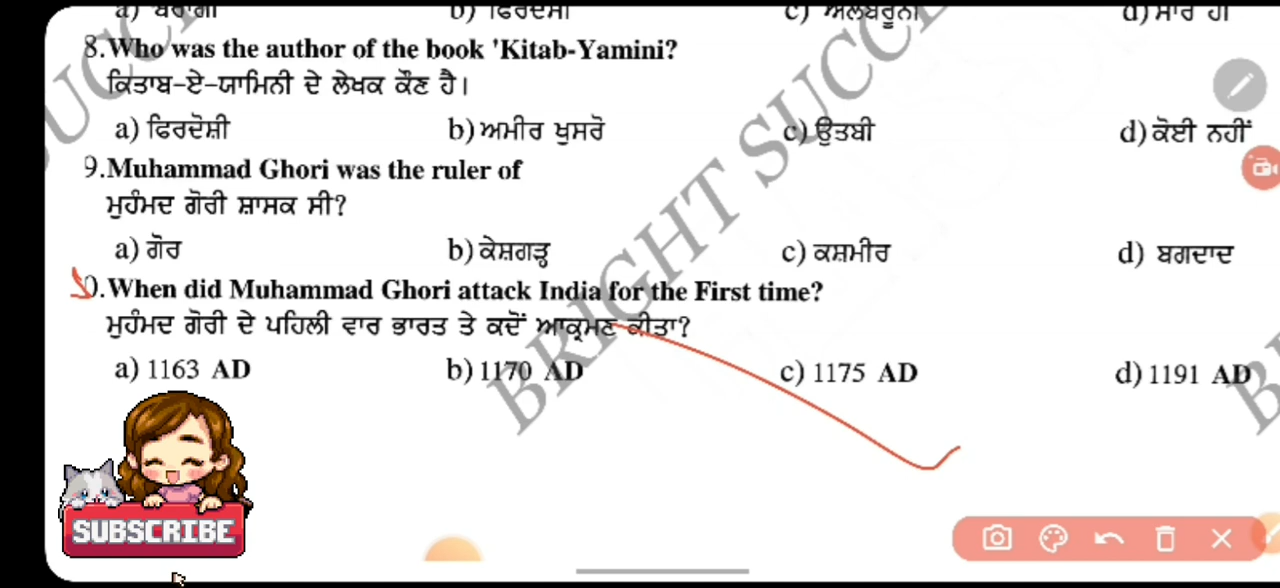 8.Who was the author of the book 'Kitab-Yamini?
ਕਿਤਾਬ-ਏ-ਯਾਮਿਨੀ ਦੇ ਲੇਖਕ ਕੌਣ ਹੈ।
a) ਫਿਰਦੋਸ਼ੀ b) ਅਮੀਰ ਖੁਸਰੋ c) ਉਤਬੀ d) ਕੋਈ ਨਹੀਂ
9.Muhammad Ghori was the ruler of
ਮੁਹੰਮਦ ਗੋਰੀ ਸ਼ਾਸਕ ਸੀ?
a) ਗੋਰ b) ਕੇਸ਼ਗੜ੍ਹ c) ਕਸ਼ਮੀਰ d) ਬਗਦਾਦ
0.When did Muhammad Ghori attack India for the First time?
ਮੁਹੰਮਦ ਗੋਰੀ ਦੇ ਪਹਿਲੀ ਵਾਰ ਭਾਰਤ ਤੇ ਕਦੋਂ ਆਕ੍ਰਮਣ ਕੀਤਾ?
a) 1163 AD b) 1170 AD c) 1175 AD d) 1191 AD
BRIGHT SUCC
SUBSCRIBE